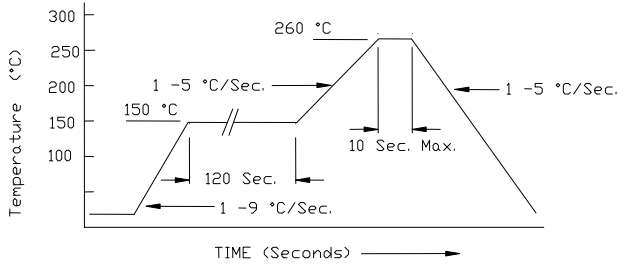 300
260 °C
250
200
1 -5 °C/Sec.
1 -5 °C/Sec.
150 °C
150
10 Sec. Max.
100
120 Sec.
1 -9 °C/Sec.
Temperature (°C)
TIME (Seconds)